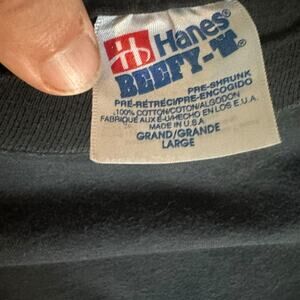 Hanes®
BEEFY-T®
PRE-SHRUNK
PRÉ-RÉTRÉCI/PRE-ENCOGIDO
100% COTTON/COTON/ALGODON
FABRIQUÉ AUX É-U/HECHO EN LOS E.U.A.
MADE IN U.S.A.
GRAND/GRANDE
LARGE